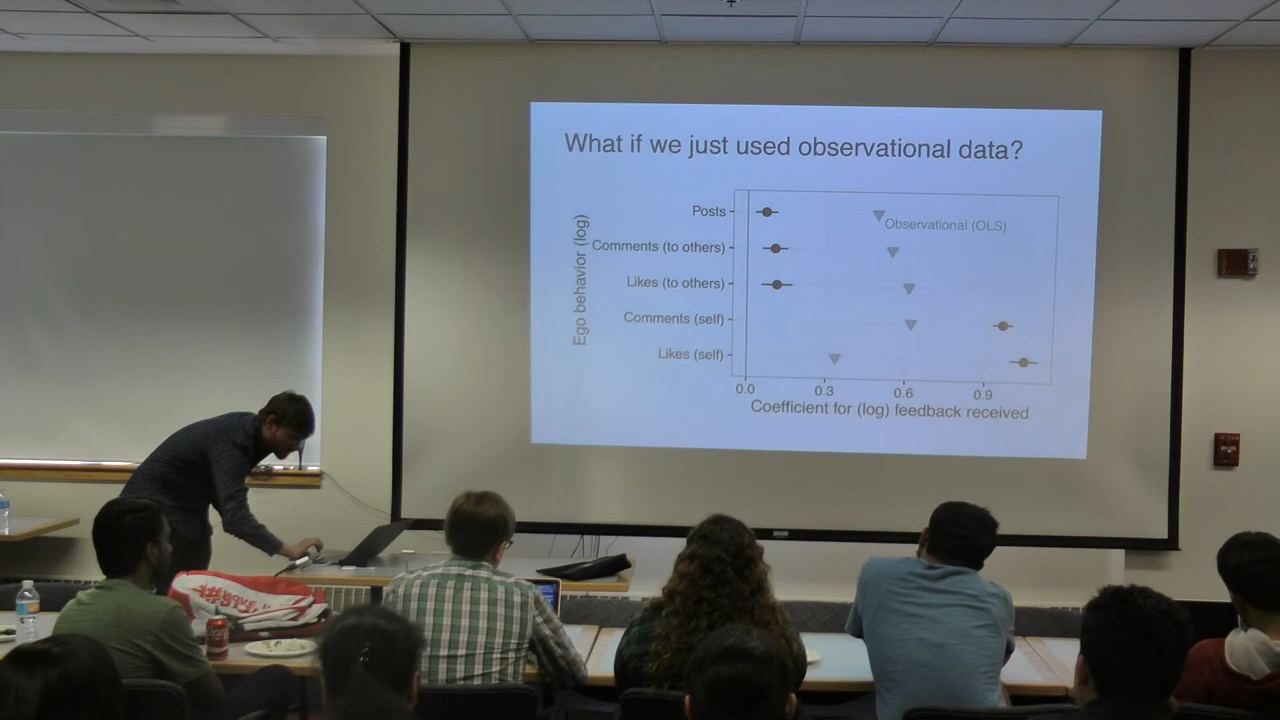 What if we just used observational data?
Ego behavior (log)
Posts
Observational (OLS)
Comments (to others)
Likes (to others)
Comments (self)
Likes (self)
0.0 0.3 0.6 0.9
Coefficient for (log) feedback received